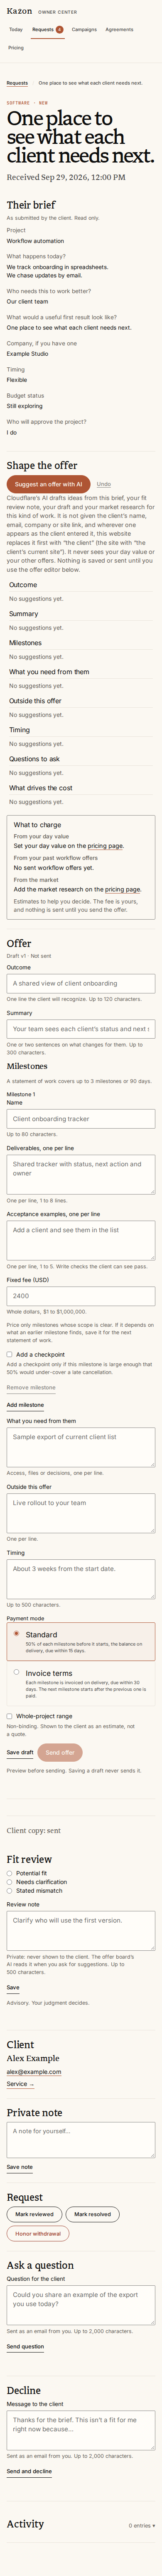 Kazon OWNER CENTER
Today Requests 4 Campaigns Agreements
Pricing
Requests One place to see what each client needs next.
SOFTWARE · NEW
One place to
see what each
client needs next.
Received Sep 29, 2026, 12:00 PM
Their brief
As submitted by the client. Read only.
Project
Workflow automation
What happens today?
We track onboarding in spreadsheets.
We chase updates by email.
Who needs this to work better?
Our client team
What would a useful first result look like?
One place to see what each client needs next.
Company, if you have one
Example Studio
Timing
Flexible
Budget status
Still exploring
Who will approve the project?
I do
Shape the offer
Suggest an offer with AI Undo
Cloudflare's AI drafts ideas from this brief, your fit
review note, your draft and your market research for
this kind of work. It is not given the client's name,
email, company or site link, and wherever one
appears as the client entered it, this website
replaces it first with "the client" (the site with "the
client's current site"). It never sees your day value
or your other offers. Nothing is saved or sent until you
use the offer editor below.
Outcome
No suggestions yet.
Summary
No suggestions yet.
Milestones
No suggestions yet.
What you need from them
No suggestions yet.
Outside this offer
No suggestions yet.
Timing
No suggestions yet.
Questions to ask
No suggestions yet.
What drives the cost
No suggestions yet.
What to charge
From your day value
Set your day value on the pricing page.
From your past workflow offers
No sent workflow offers yet.
From the market
Add the market research on the pricing page.
Estimates to help you decide. The fee is yours,
and nothing is sent until you send the offer.
Offer
Draft v1 · Not sent
Outcome
A shared view of client onboarding
One line the client will recognize. Up to 120 characters.
Summary
Your team sees each client's status and next
One or two sentences on what changes for them. Up to
300 characters.
Milestones
A statement of work covers up to 3 milestones or 90 days.
Milestone 1
Name
Client onboarding tracker
Up to 80 characters.
Deliverables, one per line
Shared tracker with status, next action and
owner
One per line, 1 to 8 lines.
Acceptance examples, one per line
Add a client and see them in the list
One per line, 1 to 5. Write checks the client can pass.
Fixed fee (USD)
2400
Whole dollars, $1 to $1,000,000.
Price only milestones whose scope is clear. If it depends on
what an earlier milestone finds, save it for the next
statement of work.
Add a checkpoint
Add a checkpoint only if this milestone is large enough that
50% would under-cover a late cancellation.
Remove milestone
Add milestone
What you need from them
Sample export of current client list
Access, files or decisions, one per line.
Outside this offer
Live rollout to your team
One per line.
Timing
About 3 weeks from the start date.
Up to 500 characters.
Payment mode
Standard
50% of each milestone before it starts, the balance on
delivery, due within 15 days.
Invoice terms
Each milestone is invoiced on delivery, due within 30
days. The next milestone starts after the previous one is
paid.
Whole-project range
Non-binding. Shown to the client as an estimate, not
a quote.
Save draft Send offer
Preview before sending. Saving a draft never sends it.
Client copy: sent
Fit review
Potential fit
Needs clarification
Stated mismatch
Review note
Clarify who will use the first version.
Private: never shown to the client. The offer board's
AI reads it when you ask for suggestions. Up to
500 characters.
Save
Advisory. Your judgment decides.
Client
Alex Example
alex@example.com
Service →
Private note
A note for yourself...
Save note
Request
Mark reviewed Mark resolved
Honor withdrawal
Ask a question
Question for the client
Could you share an example of the export
you use today?
Sent as an email from you. Up to 2,000 characters.
Send question
Decline
Message to the client
Thanks for the brief. This isn't a fit for me
right now because...
Sent as an email from you. Up to 2,000 characters.
Send and decline
Activity 0 entries